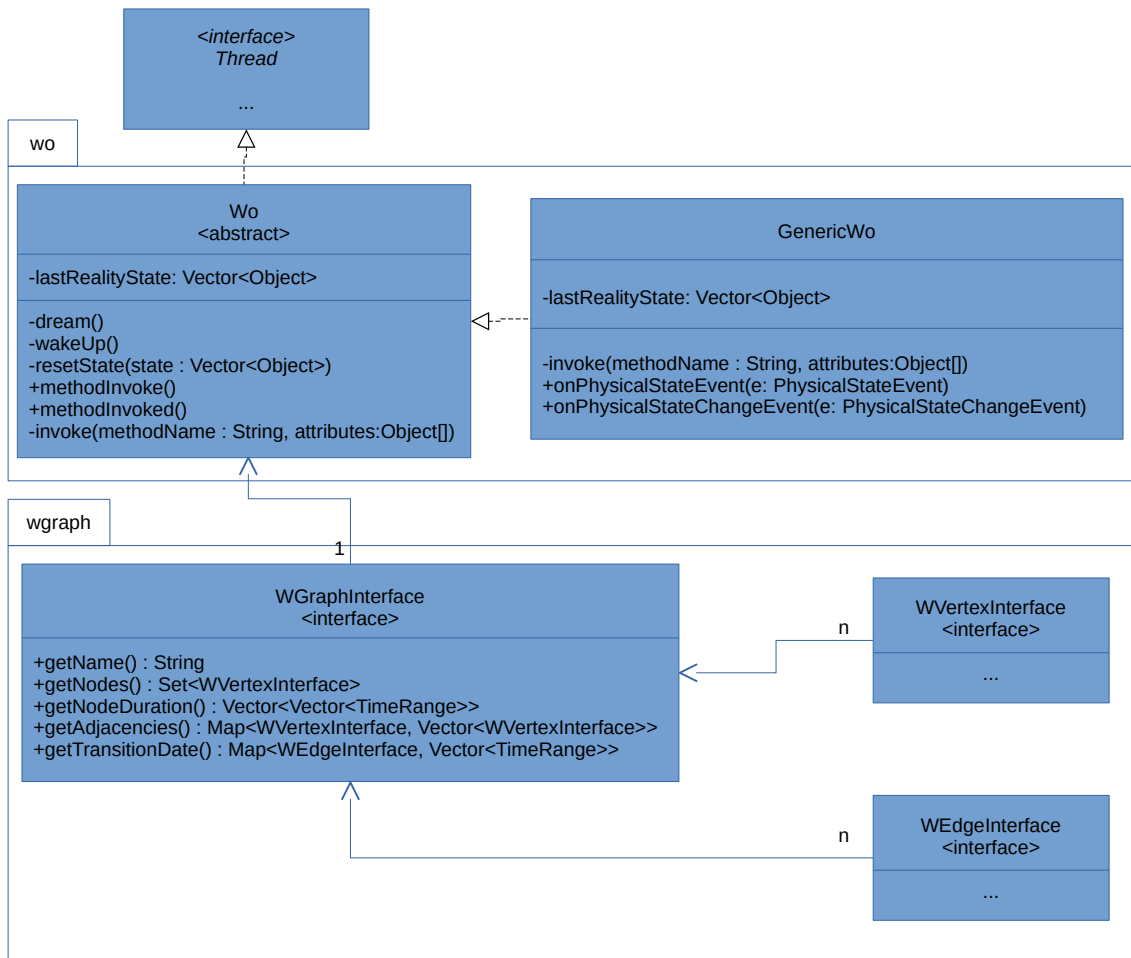 <interface>
Thread
...
wo
Wo
<abstract>
-lastRealityState: Vector<Object>
-dream()
-wakeUp()
-resetState(state : Vector<Object>)
+methodInvoke()
+methodInvoked()
-invoke(methodName : String, attributes:Object[])
GenericWo
-lastRealityState: Vector<Object>
-invoke(methodName : String, attributes:Object[])
+onPhysicalStateEvent(e: PhysicalStateEvent)
+onPhysicalStateChangeEvent(e: PhysicalStateChangeEvent)
wgraph
1
WGraphInterface
<interface>
+getName() : String
+getNodes() : Set<WVertexInterface>
+getNodeDuration() : Vector<Vector<TimeRange>>
+getAdjacencies() : Map<WVertexInterface, Vector<WVertexInterface>>
+getTransitionDate() : Map<WEdgeInterface, Vector<TimeRange>>
n
WVertexInterface
<interface>
...
n
WEdgeInterface
<interface>
...